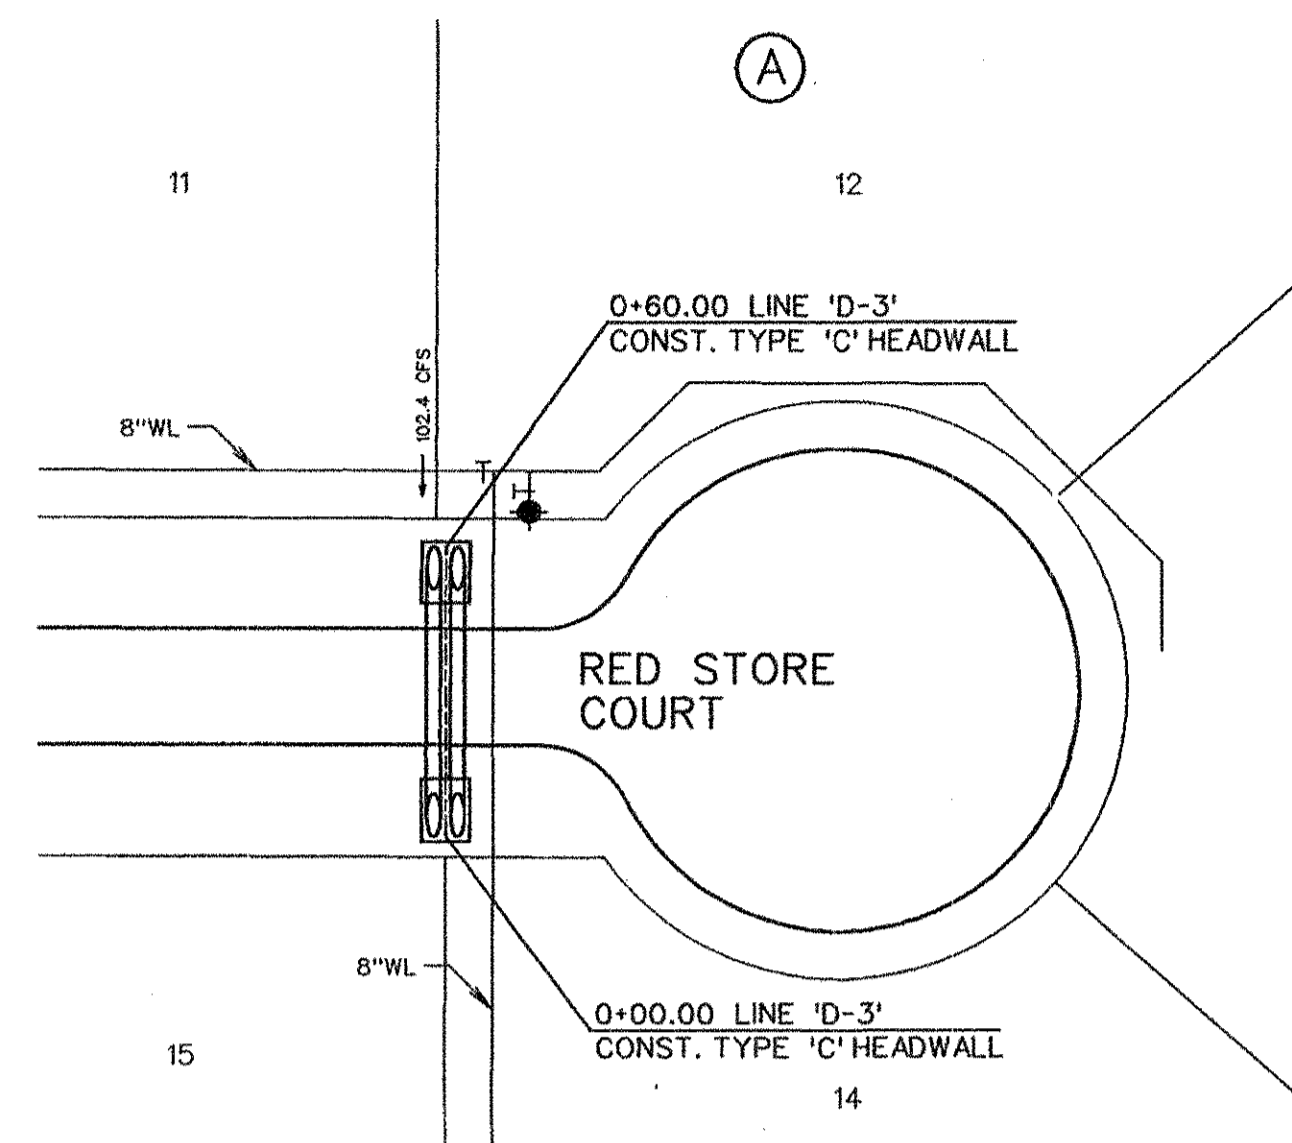 A
11
12
0+60.00 LINE 'D-3'
CONST. TYPE 'C' HEADWALL
102.4 CFS
8"WL
RED STORE
COURT
8"WL
0+00.00 LINE 'D-3'
CONST. TYPE 'C' HEADWALL
15
14